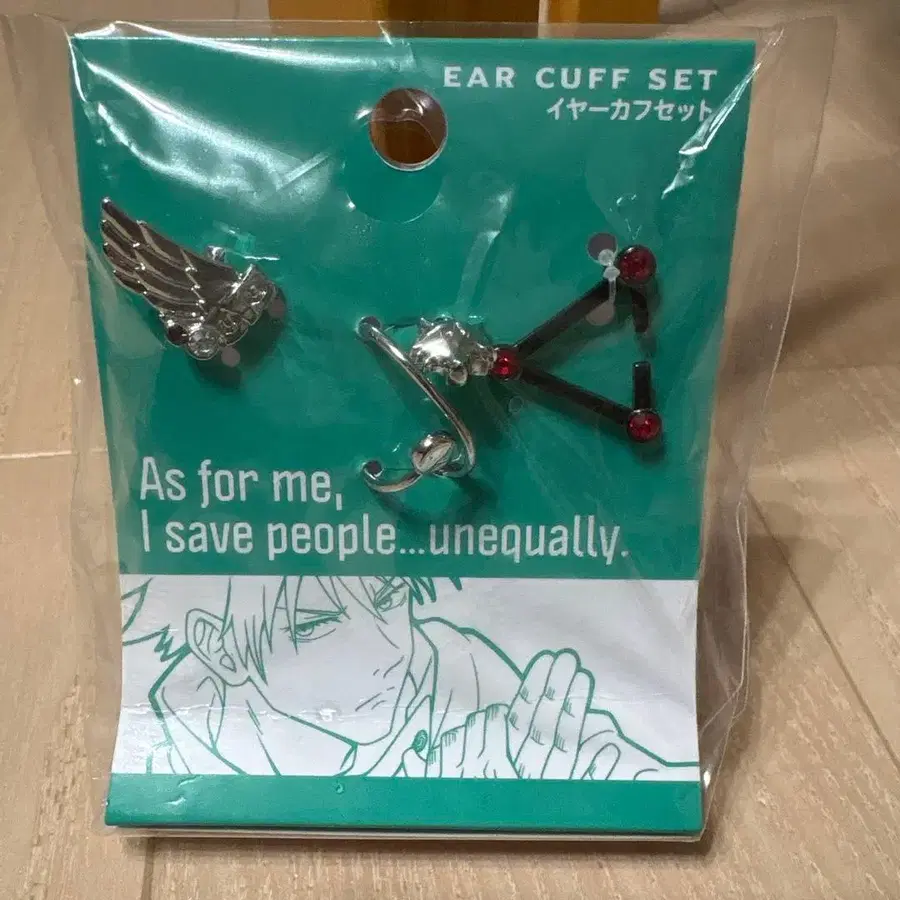 EAR CUFF SET
イヤーカフセット
As for me,
I save people...unequally.